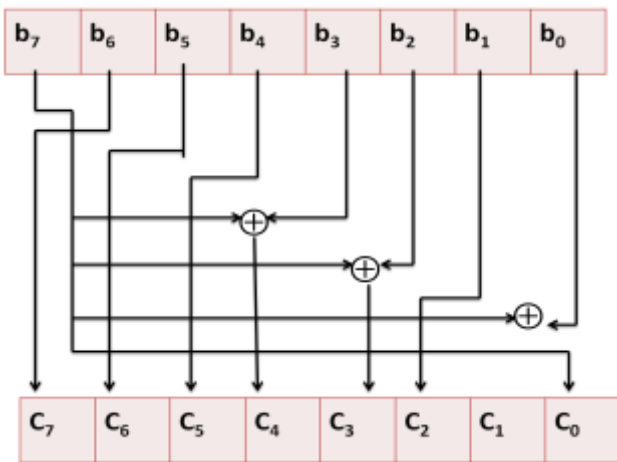 b₇ b₆ b₅ b₄ b₃ b₂ b₁ b₀
C₇ C₆ C₅ C₄ C₃ C₂ C₁ C₀